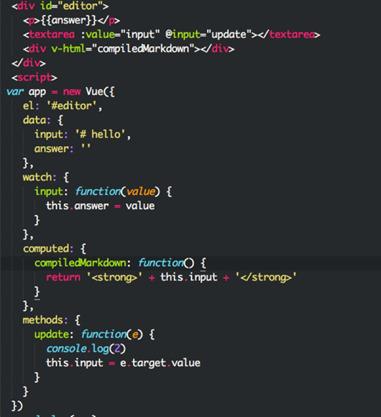 <div id="editor">
<p>{{answer}}</p>
<textarea :value="input" @input="update"></textarea>
<div v-html="compiledMarkdown"></div>
</div>
<script>
var app = new Vue({
el: '#editor',
data: {
input: '# hello',
answer: ''
},
watch: {
input: function(value) {
this.answer = value
}
},
computed: {
compiledMarkdown: function() {
return '<strong>' + this.input + '</strong>'
}
},
methods: {
update: function(e) {
console.log(2)
this.input = e.target.value
}
}
})